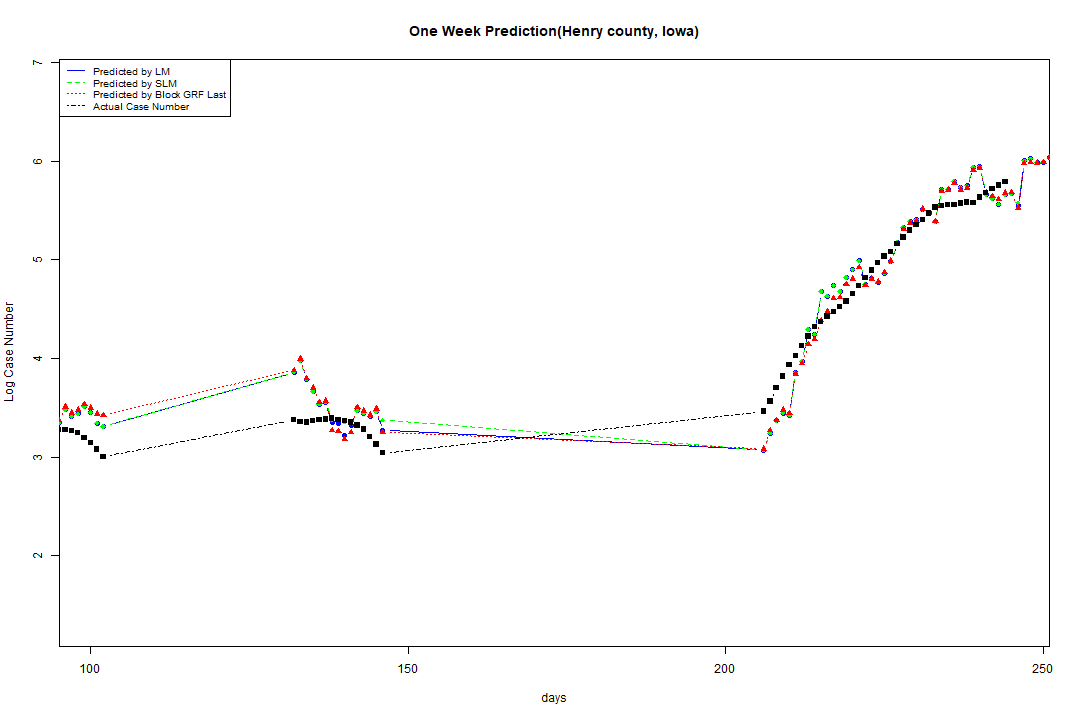 One Week Prediction(Henry county, Iowa)
Predicted by LM
Predicted by SLM
Predicted by Block GRF Last
Actual Case Number
7
6
5
4
3
2
Log Case Number
100 150 200 250
days